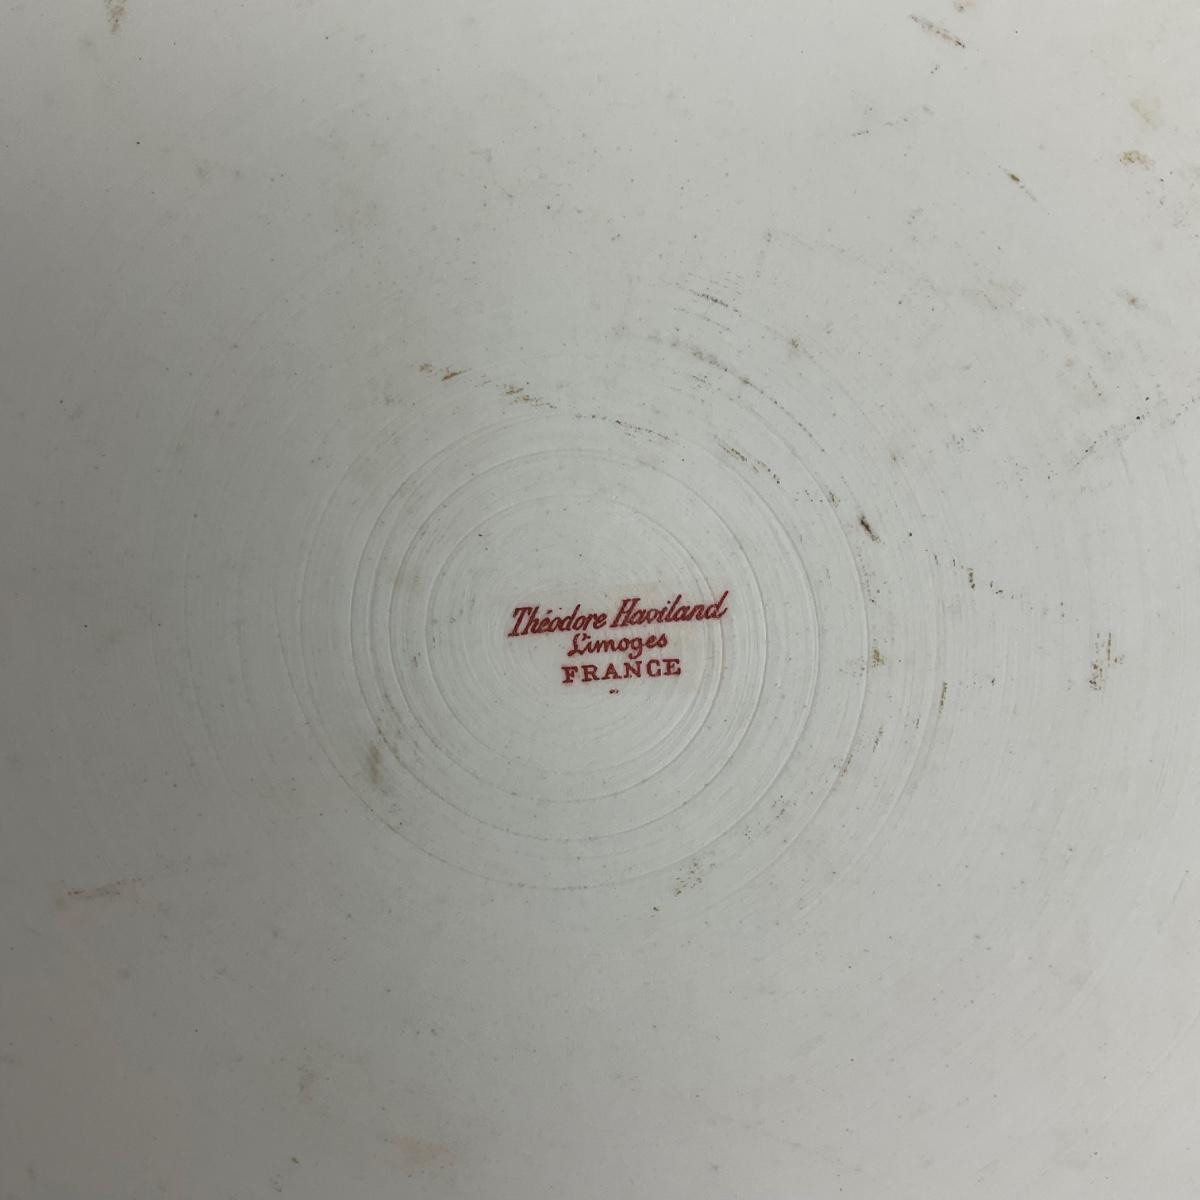 Théodore Haviland
Limoges
FRANCE